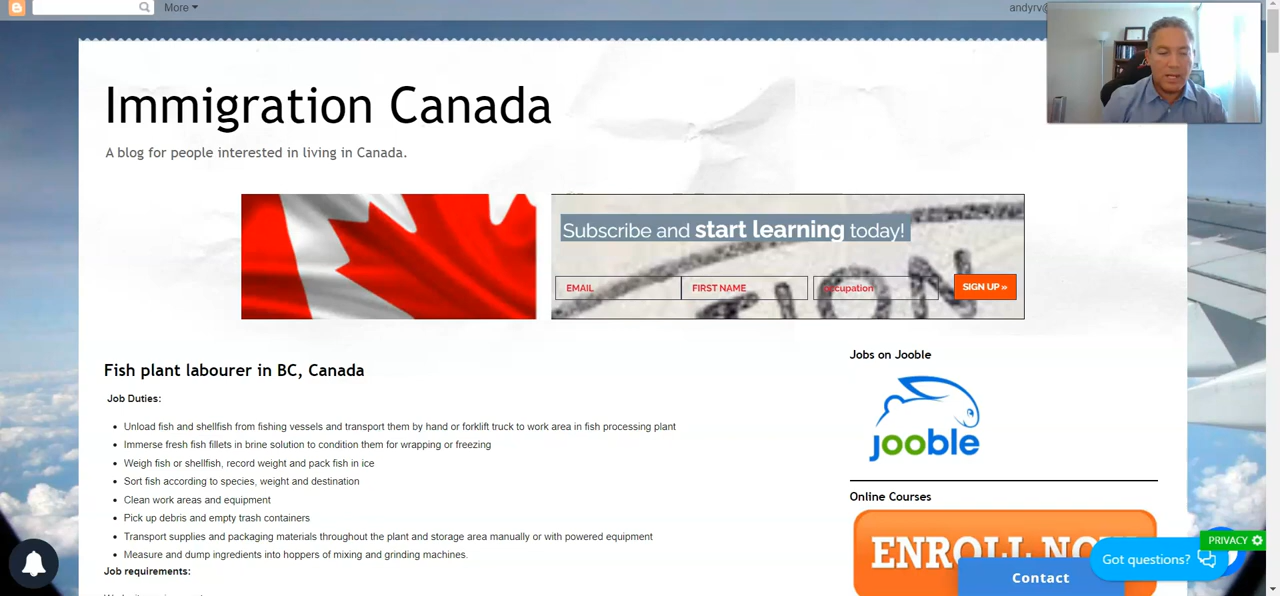 More
andyrv@
Immigration Canada
A blog for people interested in living in Canada.
Subscribe and start learning today!
EMAIL
FIRST NAME
Occupation
SIGN UP »
Fish plant labourer in BC, Canada
Job Duties:
Unload fish and shellfish from fishing vessels and transport them by hand or forklift truck to work area in fish processing plant
Immerse fresh fish fillets in brine solution to condition them for wrapping or freezing
Weigh fish or shellfish, record weight and pack fish in ice
Sort fish according to species, weight and destination
Clean work areas and equipment
Pick up debris and empty trash containers
Transport supplies and packaging materials throughout the plant and storage area manually or with powered equipment
Measure and dump ingredients into hoppers of mixing and grinding machines.
Job requirements:
Jobs on Jooble
jooble
Online Courses
ENROLL NOW
PRIVACY
Got questions?
Contact